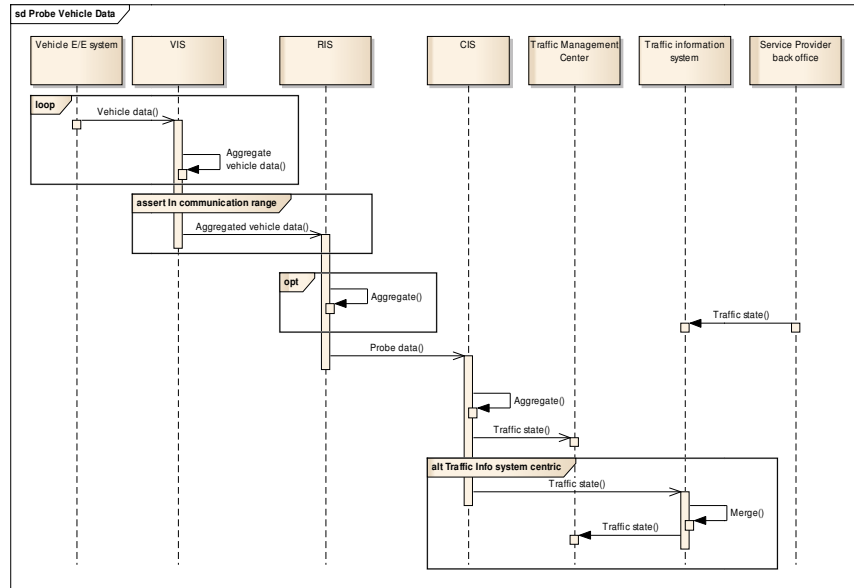 sd Probe Vehicle Data
Vehicle E/E system
VIS
RIS
CIS
Traffic Management
Center
Traffic information
system
Service Provider
back office
loop
Vehicle data()
Aggregate
vehicle data()
assert In communication range
Aggregated vehicle data()
opt
Aggregate()
Traffic state()
Probe data()
Aggregate()
Traffic state()
alt Traffic Info system centric
Traffic state()
Merge()
Traffic state()